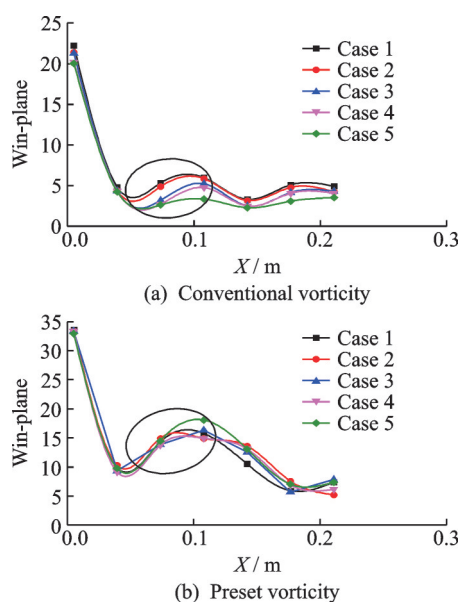 25
20
15
10
5
0
Win-plane
Case 1
Case 2
Case 3
Case 4
Case 5
0.0 0.1 0.2 0.3
X / m
(a) Conventional vorticity
35
30
25
20
15
10
5
0
Win-plane
Case 1
Case 2
Case 3
Case 4
Case 5
0.0 0.1 0.2 0.3
X / m
(b) Preset vorticity